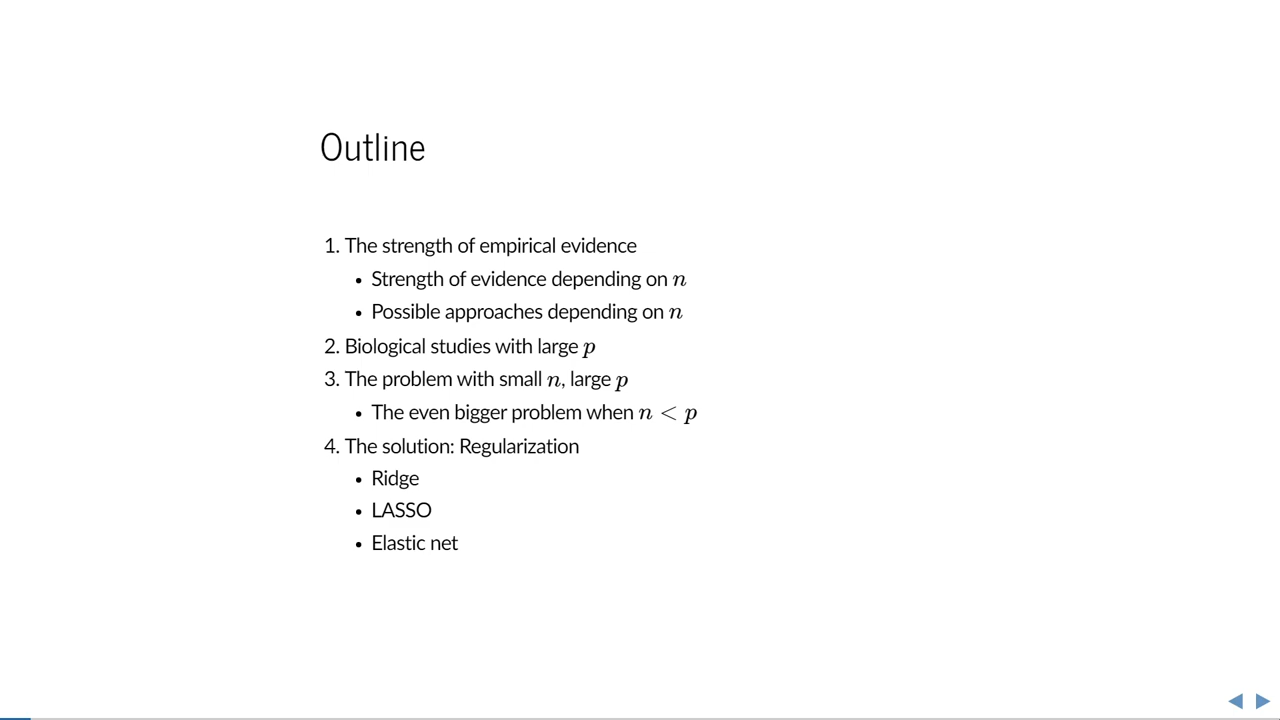 Outline
1. The strength of empirical evidence
• Strength of evidence depending on n
• Possible approaches depending on n
2. Biological studies with large p
3. The problem with small n, large p
• The even bigger problem when n < p
4. The solution: Regularization
• Ridge
• LASSO
• Elastic net